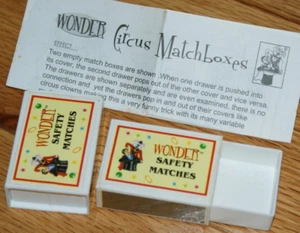 WONDER Circus Matchboxes
EFFECT...
Two empty match boxes are shown. When one drawer is pushed into
its cover, the second drawer pops out of the other cover and vice versa.
The drawers are shown separately and even examined, there is no
connection and yet the drawers pop in and out of their covers like
circus clowns making this a very funny trick with its many variable
WONDER
SAFETY
MATCHES
WONDER
SAFETY
MATCHES